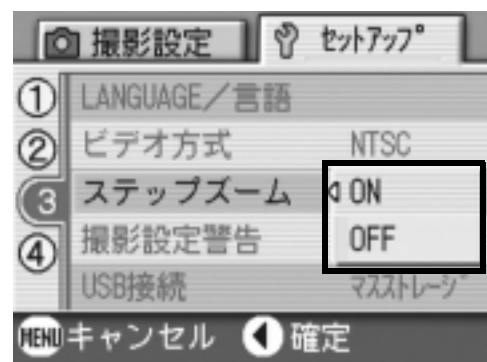 撮影設定 セットアップ
① LANGUAGE/言語
② ビデオ方式 NTSC
3 ステップズーム ON
④ 撮影設定警告 OFF
USB接続 マスストレージ
MENU キャンセル 確定